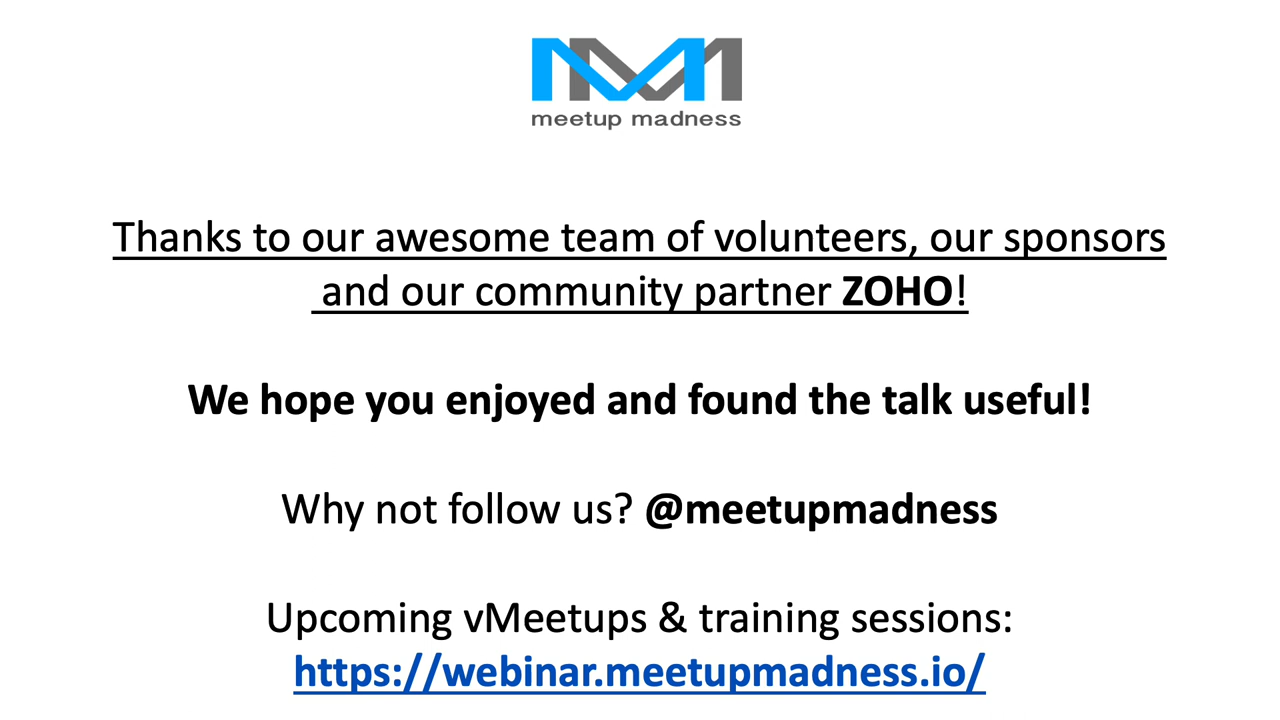 meetup madness
Thanks to our awesome team of volunteers, our sponsors
and our community partner ZOHO!
We hope you enjoyed and found the talk useful!
Why not follow us? @meetupmadness
Upcoming vMeetups & training sessions:
https://webinar.meetupmadness.io/